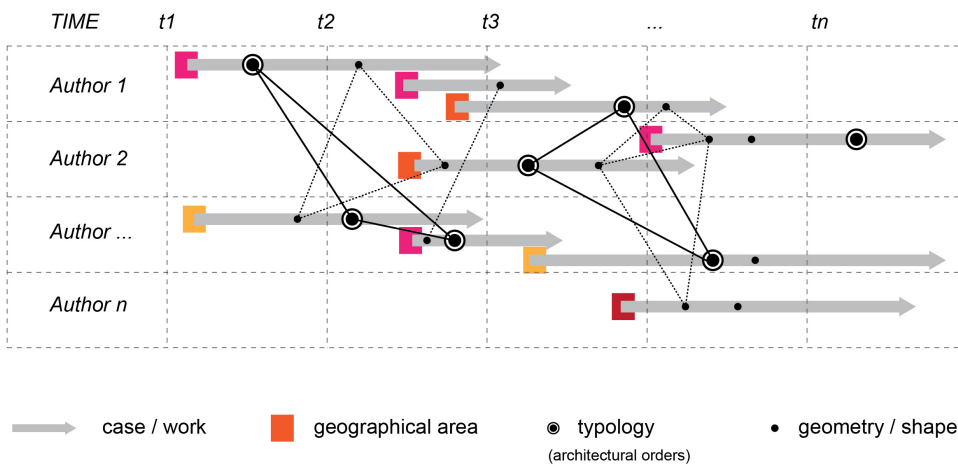 TIME t1 t2 t3 ... tn
Author 1
Author 2
Author ...
Author n
case / work geographical area typology geometry / shape
(architectural orders)